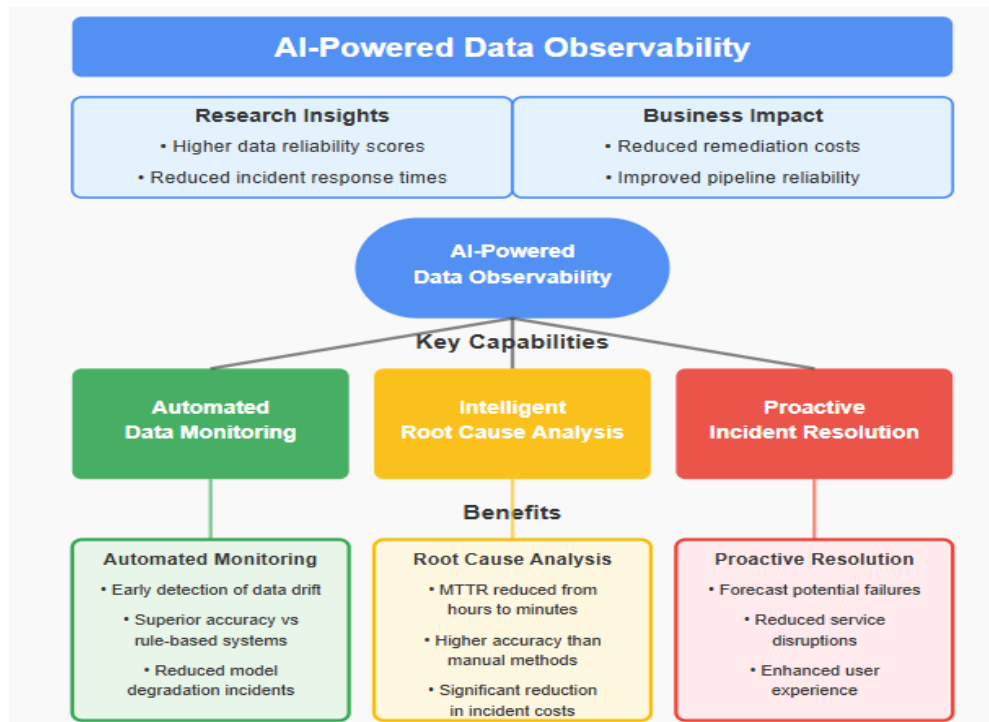 AI-Powered Data Observability
Research Insights
• Higher data reliability scores
• Reduced incident response times
Business Impact
• Reduced remediation costs
• Improved pipeline reliability
AI-Powered
Data Observability
Key Capabilities
Automated
Data Monitoring
Intelligent
Root Cause Analysis
Proactive
Incident Resolution
Benefits
Automated Monitoring
• Early detection of data drift
• Superior accuracy vs
rule-based systems
• Reduced model
degradation incidents
Root Cause Analysis
• MTTR reduced from
hours to minutes
• Higher accuracy than
manual methods
• Significant reduction
in incident costs
Proactive Resolution
• Forecast potential failures
• Reduced service
disruptions
• Enhanced user
experience